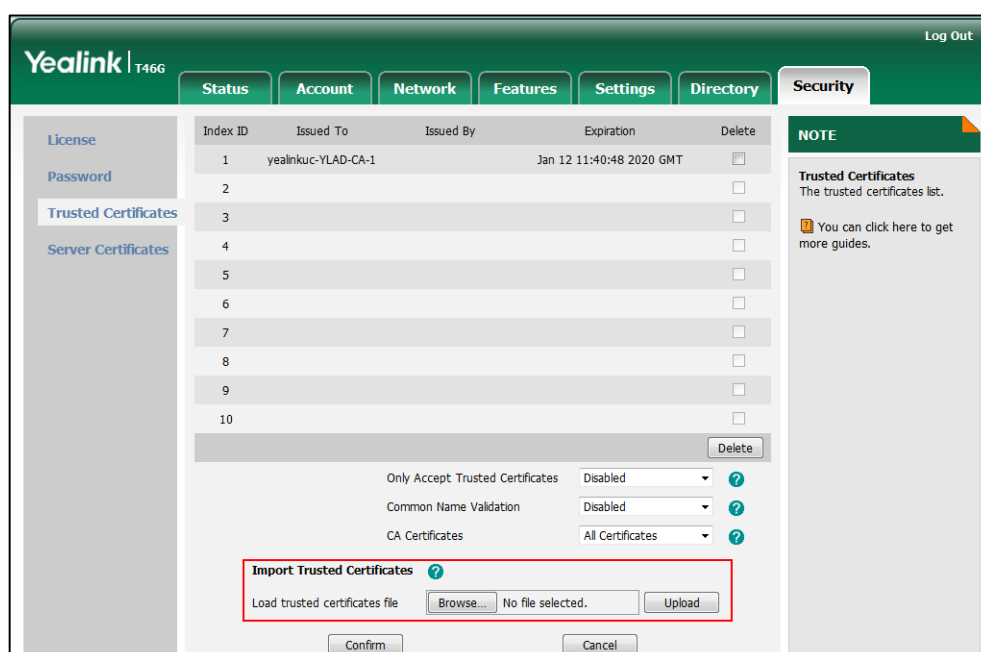 Log Out
Yealink T46G
Status Account Network Features Settings Directory Security
License
Password
Trusted Certificates
Server Certificates
Index ID Issued To Issued By Expiration Delete
1 yealinkuc-YLAD-CA-1 Jan 12 11:40:48 2020 GMT
2
3
4
5
6
7
8
9
10
Delete
Only Accept Trusted Certificates Disabled ?
Common Name Validation Disabled ?
CA Certificates All Certificates ?
Import Trusted Certificates ?
Load trusted certificates file Browse... No file selected. Upload
Confirm Cancel
NOTE
Trusted Certificates
The trusted certificates list.
? You can click here to get
more guides.